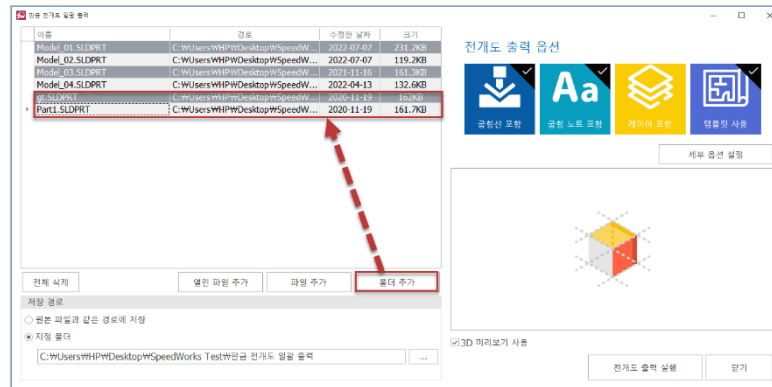 판금 전개도 일괄 출력
이름 경로 수정한 날짜 크기
Model_01.SLDPRT C:₩Users₩HP₩Desktop₩SpeedW... 2022-07-07 231.2KB
Model_02.SLDPRT C:₩Users₩HP₩Desktop₩SpeedW... 2022-07-07 119.2KB
Model_03.SLDPRT C:₩Users₩HP₩Desktop₩SpeedW... 2021-11-16 161.3KB
Model_04.SLDPRT C:₩Users₩HP₩Desktop₩SpeedW... 2022-04-13 132.6KB
C:₩Users₩HP₩Desktop₩SpeedW... 2020-11-19 162KB
Part1.SLDPRT C:₩Users₩HP₩Desktop₩SpeedW... 2020-11-19 161.7KB
전체 삭제 열린 파일 추가 파일 추가 폴더 추가
저장 경로
원본 파일과 같은 경로에 저장
지정 폴더
C:₩Users₩HP₩Desktop₩SpeedWorks Test₩판금 전개도 일괄 출력 ...
전개도 출력 옵션
Aa
굽힘선 포함 굽힘 노트 포함 레이어 포함 템플릿 사용
세부 옵션 설정
3D 미리보기 사용
전개도 출력 실행 닫기